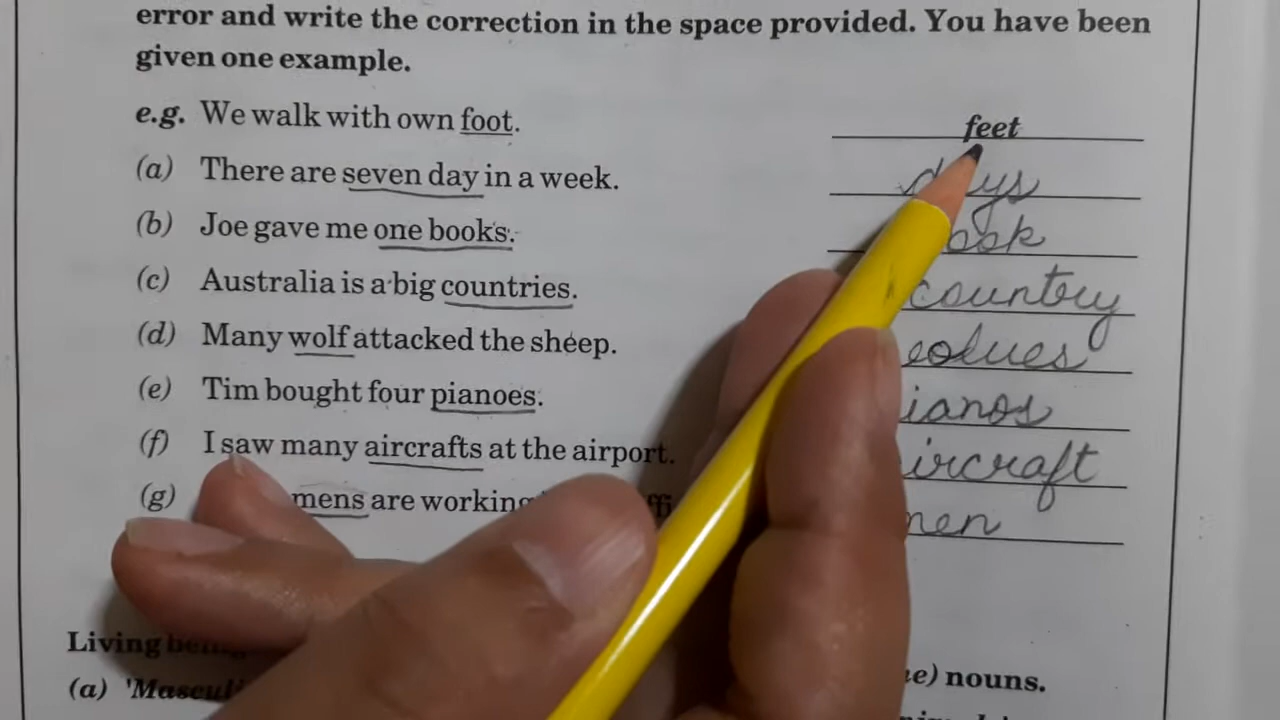 error and write the correction in the space provided. You have been
given one example.
e.g. We walk with own foot. feet
(a) There are seven day in a week. days
(b) Joe gave me one books.
(c) Australia is a big countries. country
(d) Many wolf attacked the sheep.
(e) Tim bought four pianoes.
(f) I saw many aircrafts at the airport.
(g) mens are working
Living
(a) nouns.